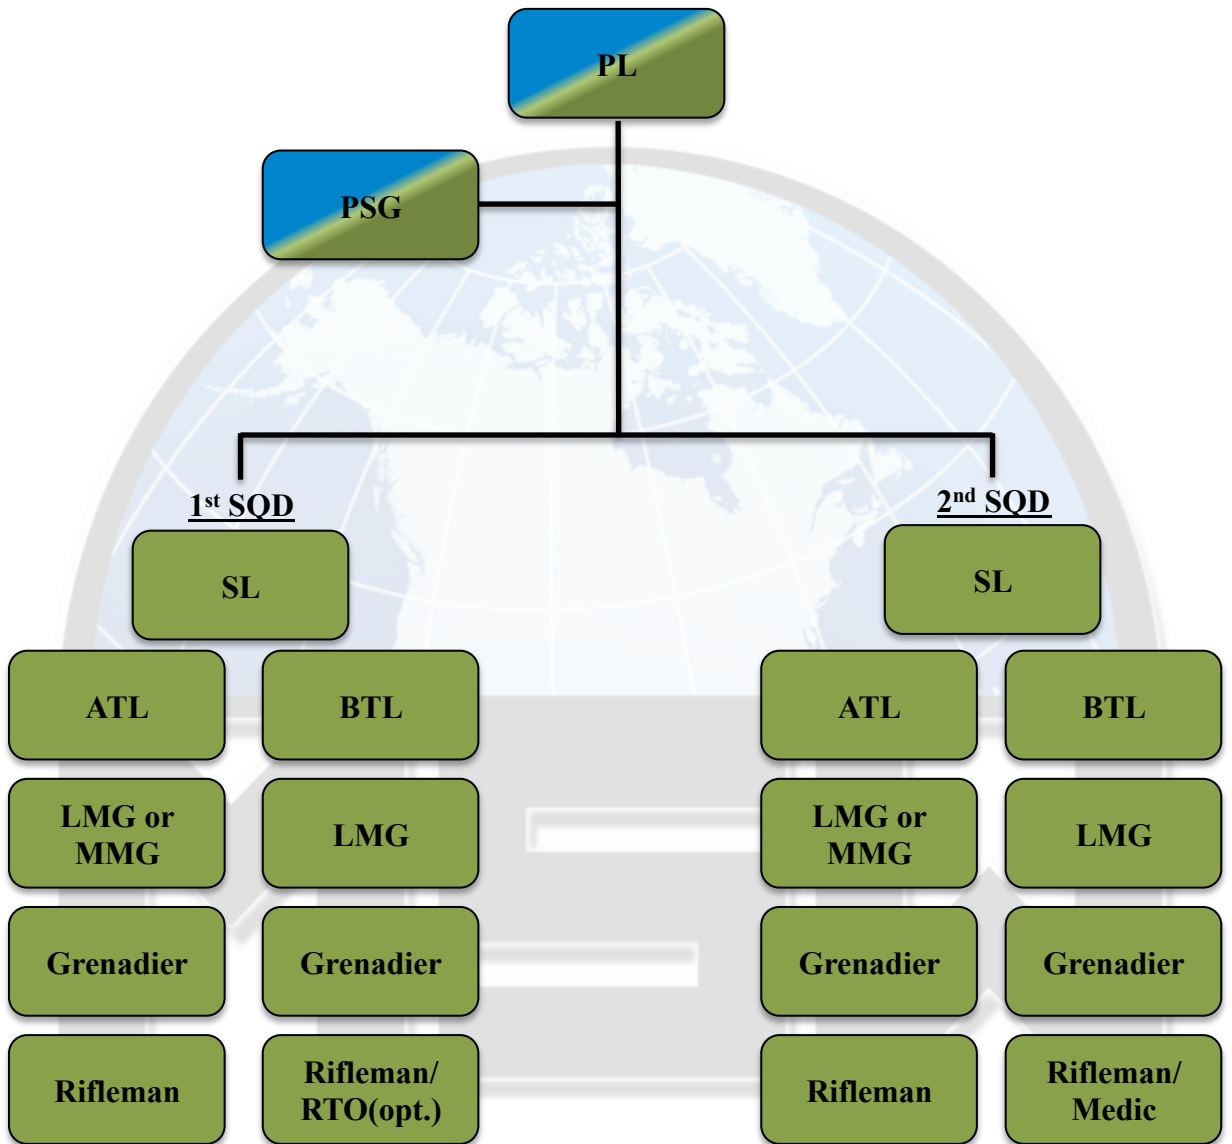 PL
PSG
1st SQD
SL
ATL
BTL
LMG or
MMG
LMG
Grenadier
Grenadier
Rifleman
Rifleman/
RTO(opt.)
2nd SQD
SL
ATL
BTL
LMG or
MMG
LMG
Grenadier
Grenadier
Rifleman
Rifleman/
Medic